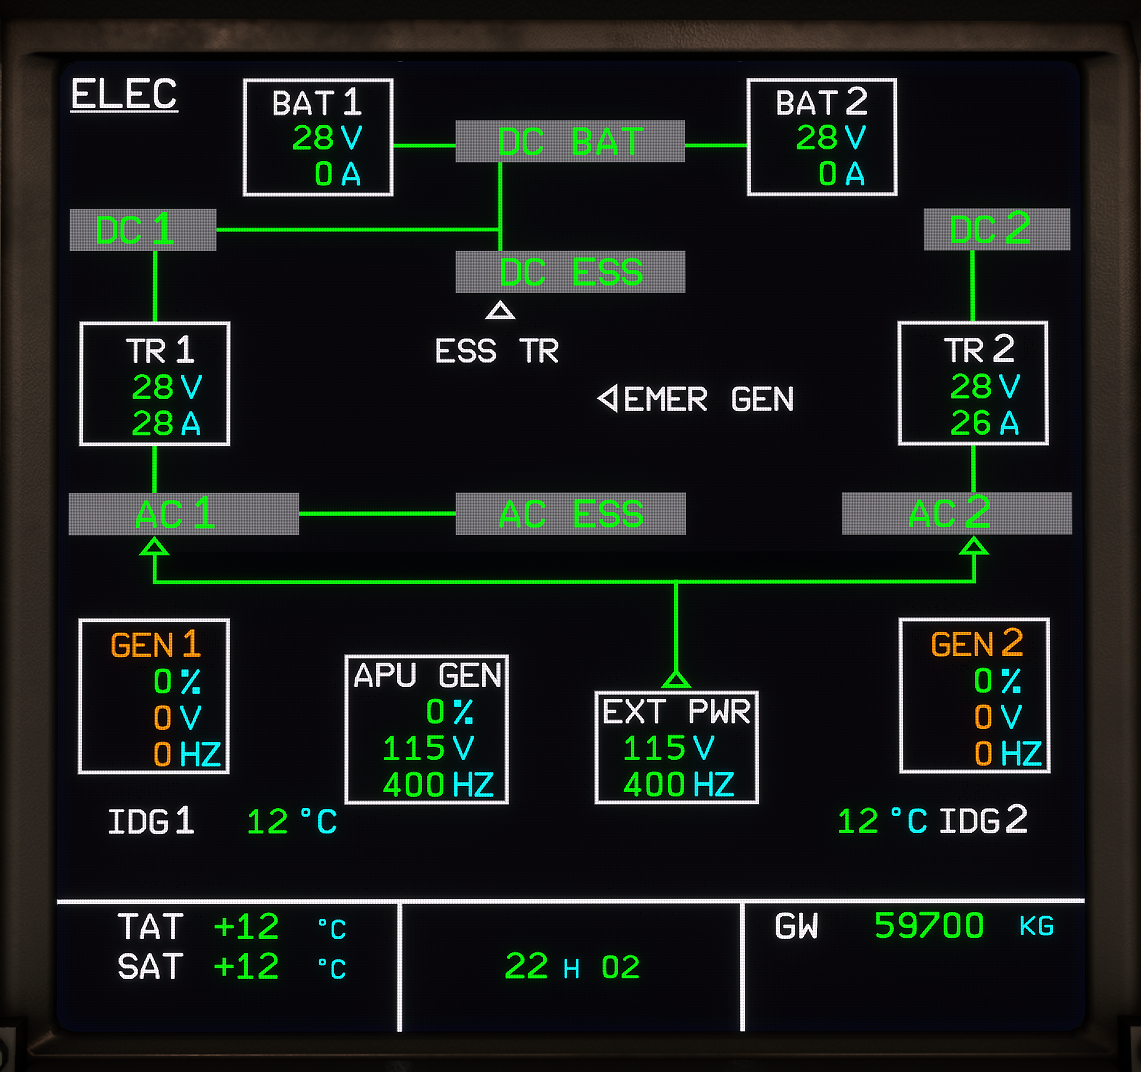 ELEC
BAT 1
28 V
0 A
DC BAT
BAT 2
28 V
0 A
DC 1
DC 2
DC ESS
TR 1
28 V
28 A
ESS TR
EMER GEN
TR 2
28 V
26 A
AC 1
AC ESS
AC 2
GEN 1
0 %
0 V
0 HZ
APU GEN
0 %
115 V
400 HZ
EXT PWR
115 V
400 HZ
GEN 2
0 %
0 V
0 HZ
IDG 1 12 °C
12 °C IDG 2
TAT +12 °C
SAT +12 °C
22 H 02
GW 59700 KG